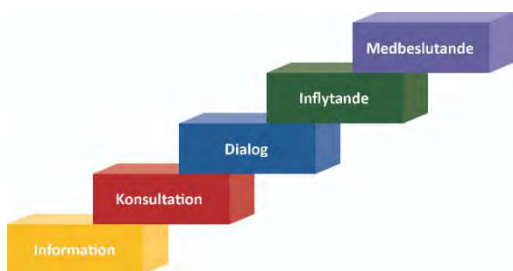 Medbeslutande
Inflytande
Dialog
Konsultation
Information